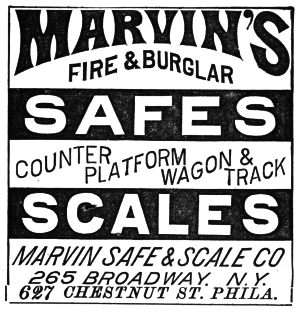 MARVIN'S
FIRE & BURGLAR
SAFES
COUNTER PLATFORM WAGON & TRACK
SCALES
MARVIN SAFE & SCALE CO
265 BROADWAY. N.Y.
627 CHESTNUT ST. PHILA.